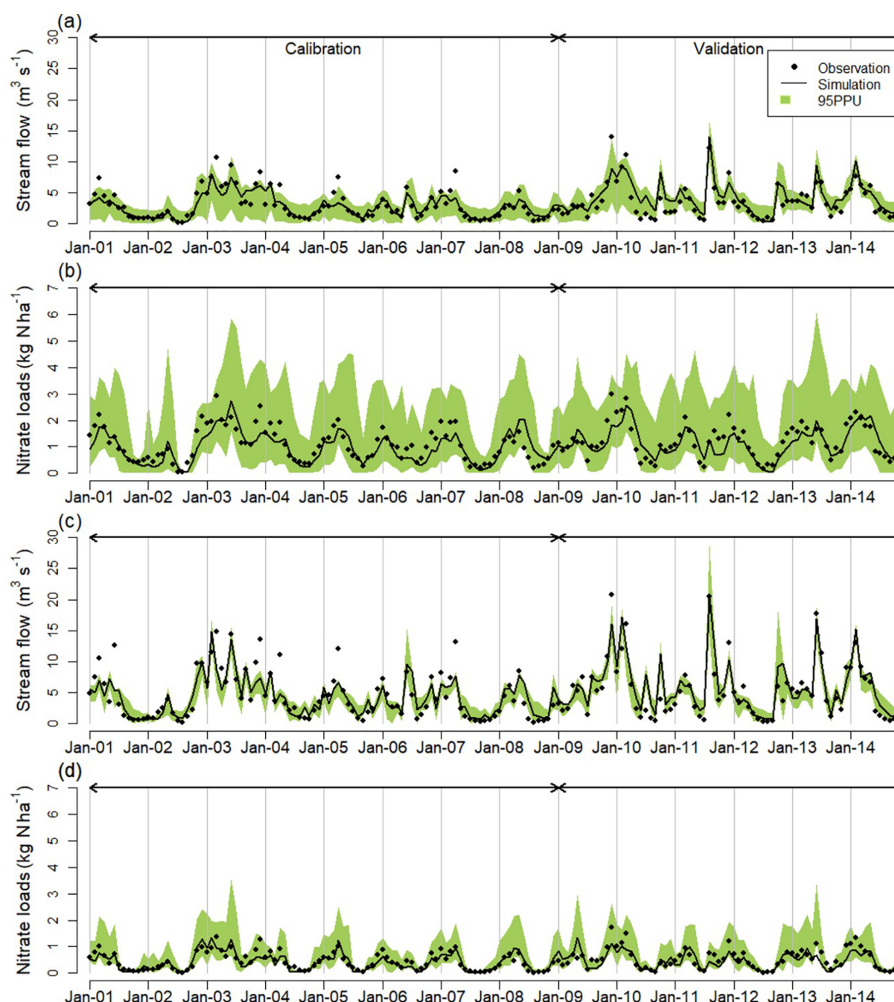 (a)
Stream flow (m³ s⁻¹)
30
25
20
15
10
5
0
Calibration
Validation
Observation
Simulation
95PPU
Jan-01 Jan-02 Jan-03 Jan-04 Jan-05 Jan-06 Jan-07 Jan-08 Jan-09 Jan-10 Jan-11 Jan-12 Jan-13 Jan-14
(b)
Nitrate loads (kg Nha⁻¹)
7
6
5
4
3
2
1
0
Jan-01 Jan-02 Jan-03 Jan-04 Jan-05 Jan-06 Jan-07 Jan-08 Jan-09 Jan-10 Jan-11 Jan-12 Jan-13 Jan-14
(c)
Stream flow (m³ s⁻¹)
30
25
20
15
10
5
0
Jan-01 Jan-02 Jan-03 Jan-04 Jan-05 Jan-06 Jan-07 Jan-08 Jan-09 Jan-10 Jan-11 Jan-12 Jan-13 Jan-14
(d)
Nitrate loads (kg Nha⁻¹)
7
6
5
4
3
2
1
0
Jan-01 Jan-02 Jan-03 Jan-04 Jan-05 Jan-06 Jan-07 Jan-08 Jan-09 Jan-10 Jan-11 Jan-12 Jan-13 Jan-14